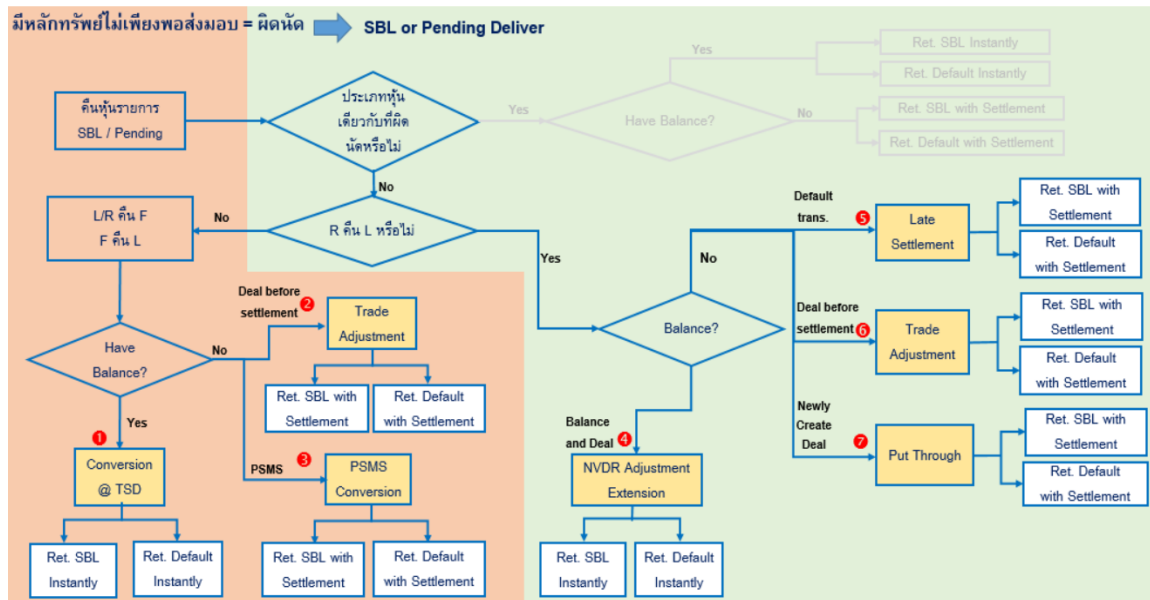 มีหลักทรัพย์ไม่เพียงพอส่งมอบ = ผิดนัด
SBL or Pending Deliver
คืนหุ้นรายการ
SBL / Pending
ประเภทหุ้น
เดียวกับที่ผิด
นัดหรือไม่
Yes
Have Balance?
Yes
Ret. SBL Instantly
Ret. Default Instantly
No
Ret. SBL with Settlement
Ret. Default with Settlement
No
L/R คืน F
F คืน L
No
R คืน L หรือไม่
Yes
Have
Balance?
No
Yes
Deal before
settlement
2
Trade
Adjustment
Ret. SBL with
Settlement
Ret. Default
with Settlement
1
Conversion
@ TSD
Ret. SBL
Instantly
Ret. Default
Instantly
PSMS
3
PSMS
Conversion
Ret. SBL with
Settlement
Ret. Default
with Settlement
Balance?
No
Balance
and Deal
4
NVDR Adjustment
Extension
Ret. SBL
Instantly
Ret. Default
Instantly
Default
trans.
5
Late
Settlement
Ret. SBL with
Settlement
Ret. Default
with Settlement
Deal before
settlement
6
Trade
Adjustment
Ret. SBL with
Settlement
Ret. Default
with Settlement
Newly
Create
Deal
7
Put Through
Ret. SBL with
Settlement
Ret. Default
with Settlement